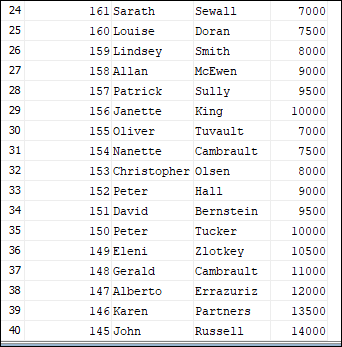 24 161 Sarath Sewall 7000
25 160 Louise Doran 7500
26 159 Lindsey Smith 8000
27 158 Allan McEwen 9000
28 157 Patrick Sully 9500
29 156 Janette King 10000
30 155 Oliver Tuvault 7000
31 154 Nanette Cambrault 7500
32 153 Christopher Olsen 8000
33 152 Peter Hall 9000
34 151 David Bernstein 9500
35 150 Peter Tucker 10000
36 149 Eleni Zlotkey 10500
37 148 Gerald Cambrault 11000
38 147 Alberto Errazuriz 12000
39 146 Karen Partners 13500
40 145 John Russell 14000